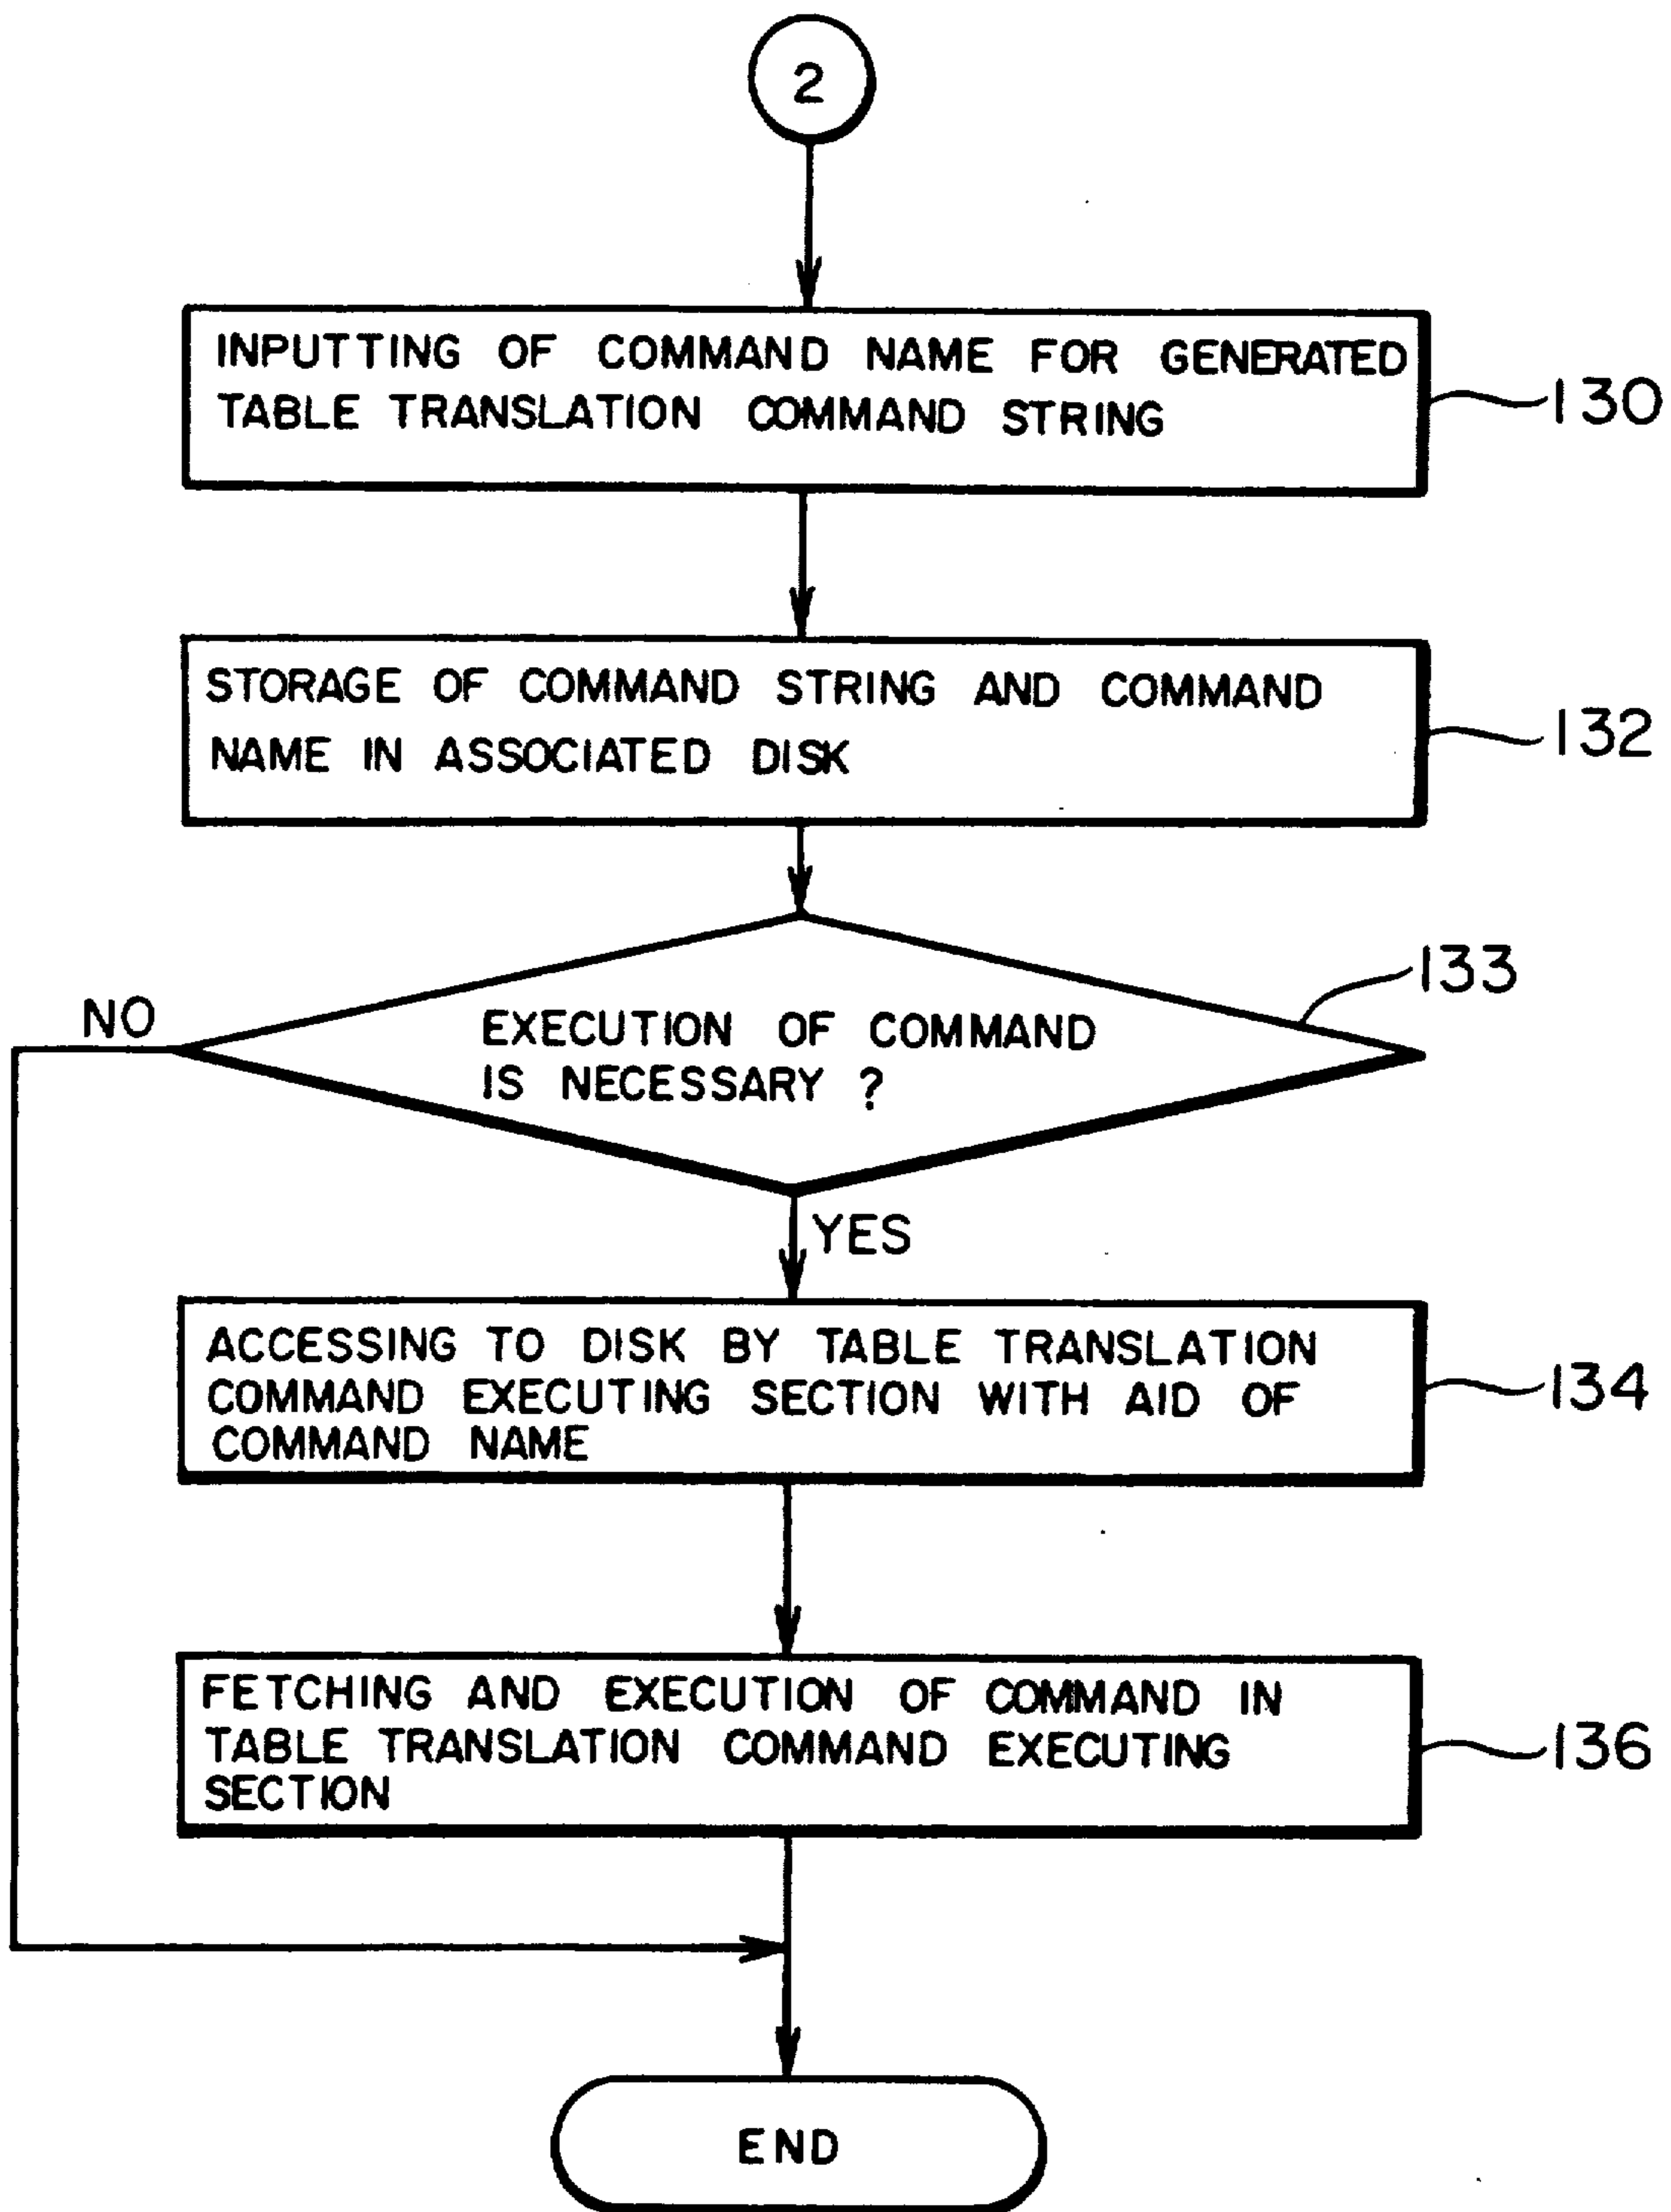 2
INPUTTING OF COMMAND NAME FOR GENERATED
TABLE TRANSLATION COMMAND STRING
130
STORAGE OF COMMAND STRING AND COMMAND
NAME IN ASSOCIATED DISK
132
133
NO
EXECUTION OF COMMAND
IS NECESSARY ?
YES
ACCESSING TO DISK BY TABLE TRANSLATION
COMMAND EXECUTING SECTION WITH AID OF
COMMAND NAME
134
FETCHING AND EXECUTION OF COMMAND IN
TABLE TRANSLATION COMMAND EXECUTING
SECTION
136
END